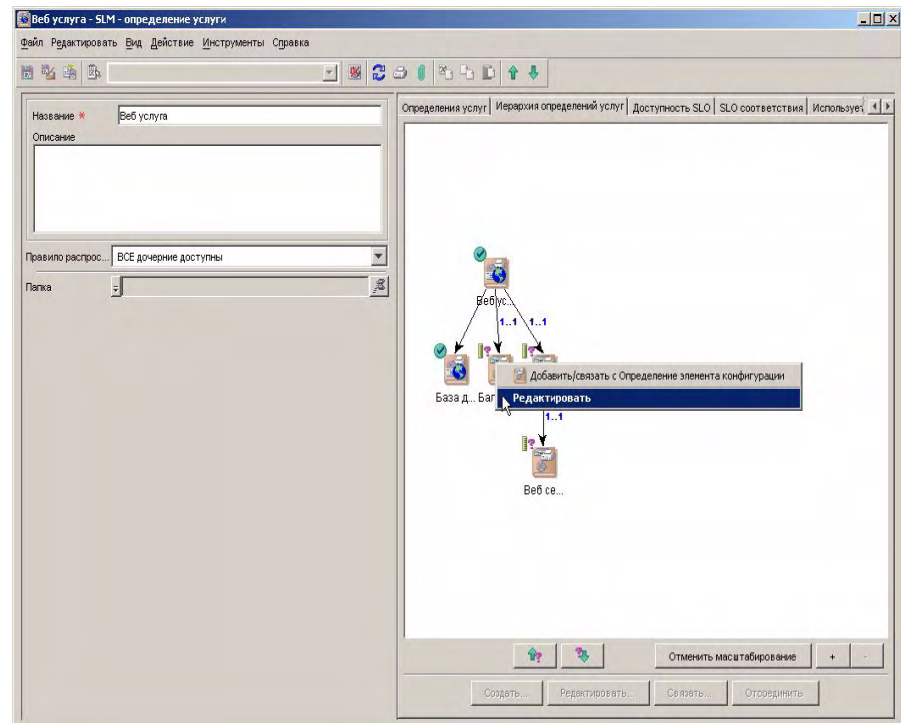 Веб услуга - SLM - определение услуги
Файл Редактировать Вид Действие Инструменты Справка
Название *
Веб услуга
Описание
Правило распрос...
ВСЕ дочерние доступны
Папка
Определения услуг
Иерархия определений услуг
Доступность SLO
SLO соответствия
Использует
Веб ус...
1..1
1..1
База д...
Баг
Добавить/связать с Определение элемента конфигурации
Редактировать
1..1
Веб се...
Отменить масштабирование
+
-
Создать...
Редактировать...
Связать...
Отсоединить